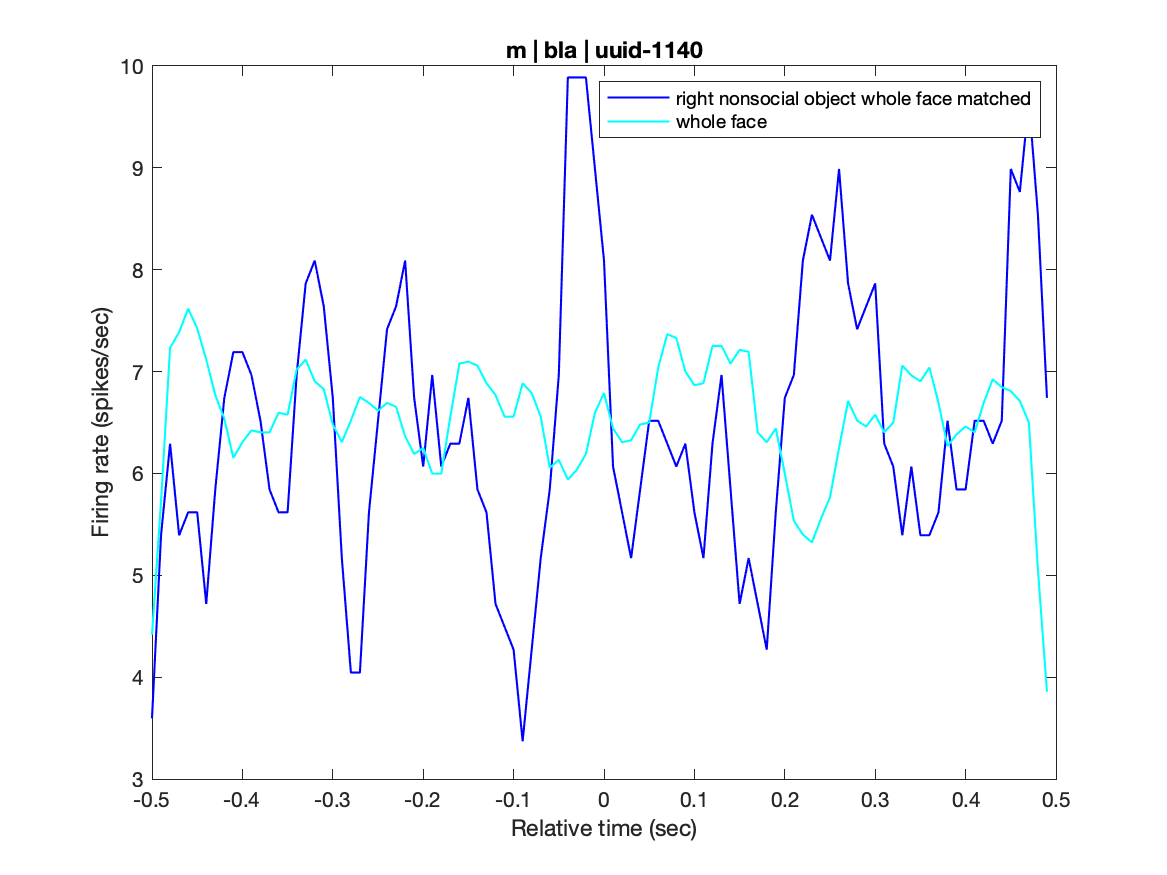 m | bla | uuid-1140
right nonsocial object whole face matched
whole face
10
9
8
7
6
5
4
3
Firing rate (spikes/sec)
-0.5 -0.4 -0.3 -0.2 -0.1 0 0.1 0.2 0.3 0.4 0.5
Relative time (sec)